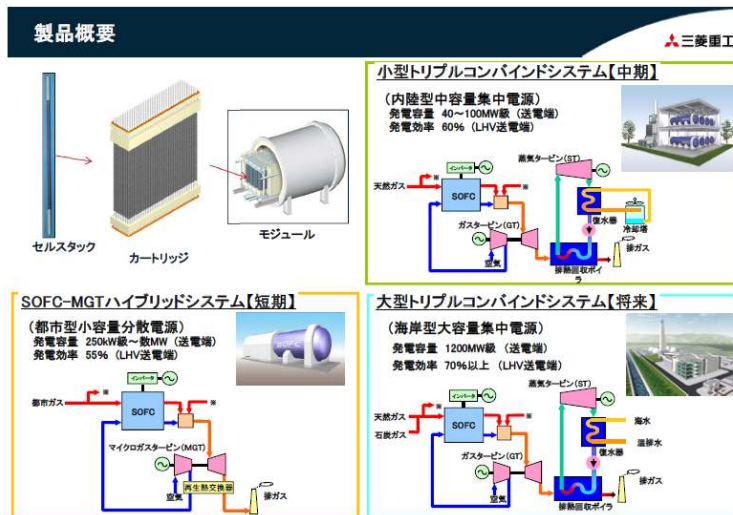 製品概要
三菱重工
セルスタック
カートリッジ
モジュール
小型トリプルコンバインドシステム【中期】
(内陸型中容量集中電源)
発電容量 40～100MW級 (送電端)
発電効率 60% (LHV送電端)
蒸気タービン(ST)
インバータ
※
※
天然ガス
SOFC
復水器
冷却塔
ガスタービン(GT)
排ガス
空気
排熱回収ボイラ
SOFC-MGTハイブリッドシステム【短期】
(都市型小容量分散電源)
発電容量 250kW級～数MW (送電端)
発電効率 55% (LHV送電端)
SOFC
インバータ
※
※
都市ガス
SOFC
マイクロガスタービン(MGT)
再生熱交換器
排ガス
空気
大型トリプルコンバインドシステム【将来】
(海岸型大容量集中電源)
発電容量 1200MW級 (送電端)
発電効率 70%以上 (LHV送電端)
蒸気タービン(ST)
インバータ
※
※
天然ガス
石炭ガス
SOFC
海水
温排水
復水器
ガスタービン(GT)
排ガス
空気
排熱回収ボイラ